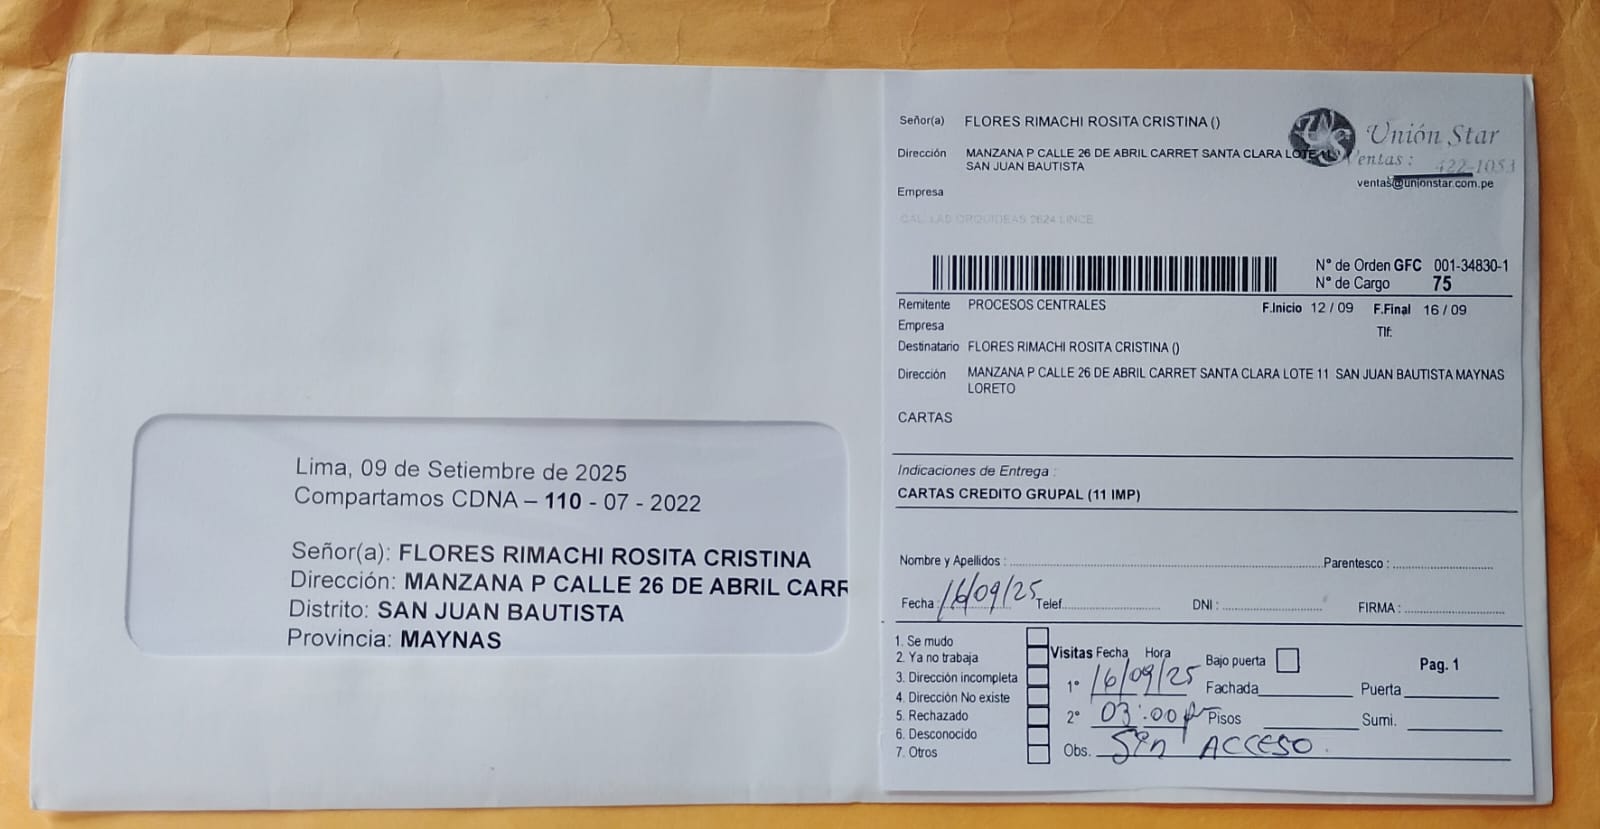 Lima, 09 de Setiembre de 2025
Compartamos CDNA – 110 - 07 - 2022
Señor(a): FLORES RIMACHI ROSITA CRISTINA
Dirección: MANZANA P CALLE 26 DE ABRIL CARR
Distrito: SAN JUAN BAUTISTA
Provincia: MAYNAS
Señor(a) FLORES RIMACHI ROSITA CRISTINA ()
Unión Star
Dirección MANZANA P CALLE 26 DE ABRIL CARRET SANTA CLARA LOTE
Ventas : 422-1053
SAN JUAN BAUTISTA
ventas@unionstar.com.pe
Empresa
CAL. LAS ORQUIDEAS 2624 LINCE
N° de Orden GFC 001-34830-1
N° de Cargo 75
Remitente PROCESOS CENTRALES F.Inicio 12 / 09 F.Final 16 / 09
Empresa Tlf:
Destinatario FLORES RIMACHI ROSITA CRISTINA ()
Dirección MANZANA P CALLE 26 DE ABRIL CARRET SANTA CLARA LOTE 11 SAN JUAN BAUTISTA MAYNAS
LORETO
CARTAS
Indicaciones de Entrega :
CARTAS CREDITO GRUPAL (11 IMP)
Nombre y Apellidos : Parentesco :
Fecha : 16/09/25 Telef. DNI : FIRMA :
1. Se mudo
2. Ya no trabaja
3. Dirección incompleta
4. Dirección No existe
5. Rechazado
6. Desconocido
7. Otros
Visitas Fecha Hora Bajo puerta Pag. 1
1° 16/09/25 Fachada Puerta
2° 03:00 p Pisos Sumi.
Obs. Sin ACCESO.